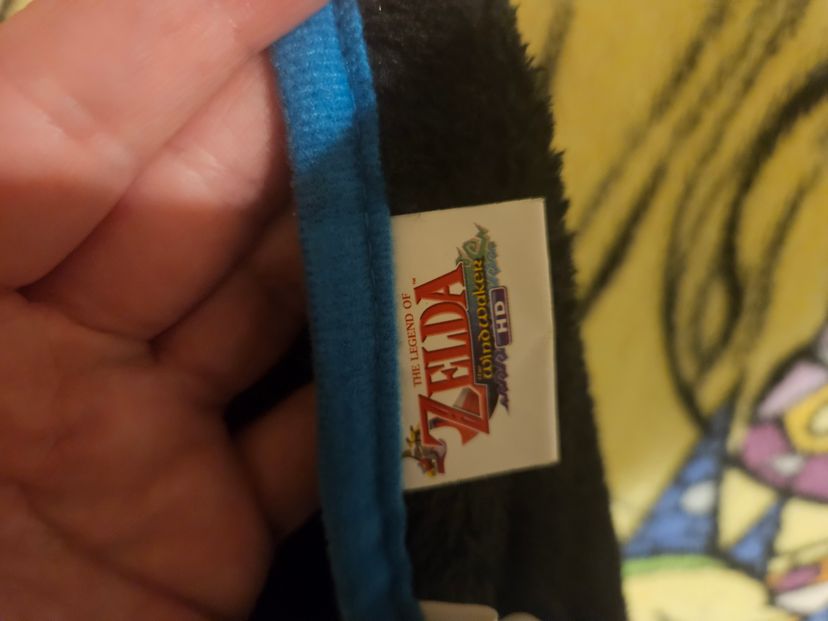 THE LEGEND OF
ZELDA
the WIND WAKER
HD